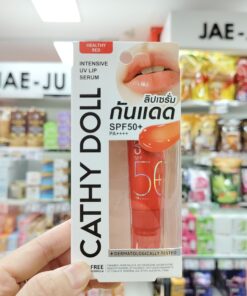 JAE-JU
JAE-
HEALTHY
RED
INTENSIVE
UV LIP
SERUM
CATHY DOLL
ลิปเซรั่ม
กันแดด
SPF50+
PA++++
50
+DERMATOLOGICALLY TESTED
FREE